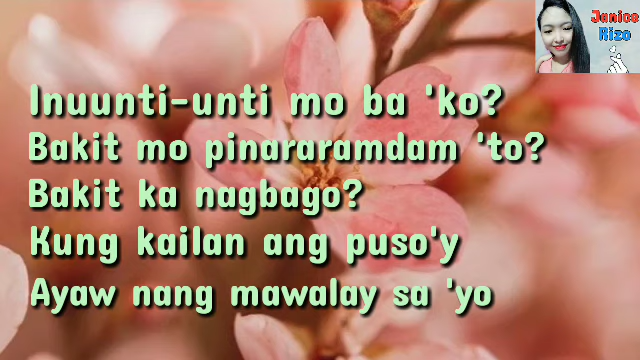 Janice
Rizo
Inuunti-unti mo ba 'ko?
Bakit mo pinararamdam 'to?
Bakit ka nagbago?
Kung kailan ang puso'y
Ayaw nang mawalay sa 'yo